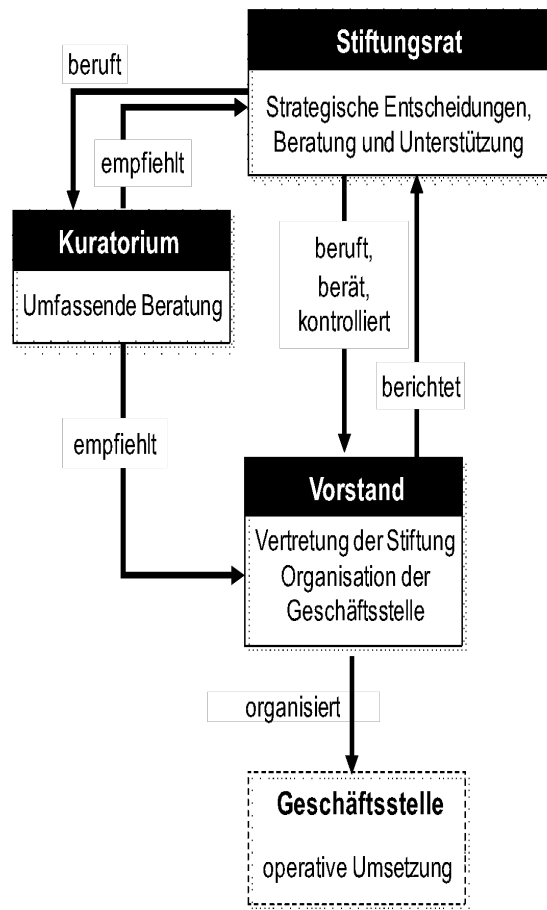 Stiftungsrat
beruft
Strategische Entscheidungen,
Beratung und Unterstützung
empfiehlt
Kuratorium
Umfassende Beratung
beruft,
berät,
kontrolliert
berichtet
empfiehlt
Vorstand
Vertretung der Stiftung
Organisation der
Geschäftsstelle
organisiert
Geschäftsstelle
operative Umsetzung